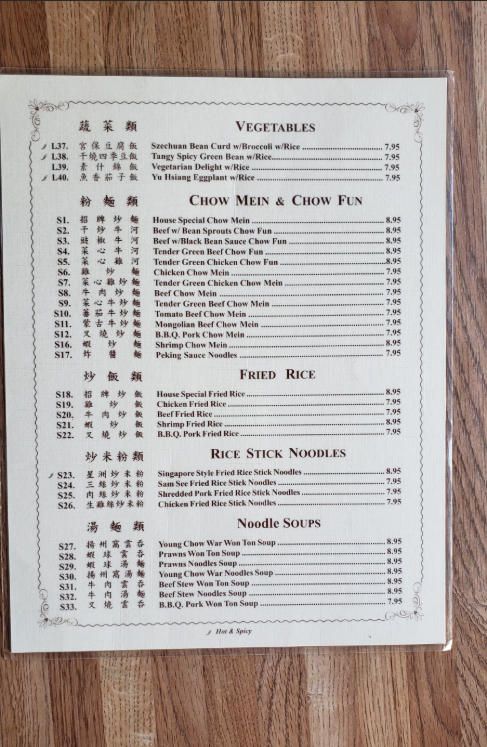 蔬菜類 VEGETABLES
L37. 宮保豆腐飯 Szechuan Bean Curd w/Broccoli w/Rice 7.95
L38. 干燒四季豆飯 Tangy Spicy Green Bean w/Rice 7.95
L39. 素什錦飯 Vegetarian Delight w/Rice 7.95
L40. 魚香茄子飯 Yu Hsiang Eggplant w/Rice 7.95
粉麵類 CHOW MEIN & CHOW FUN
S1. 招牌炒麵 House Special Chow Mein 8.95
S2. 干炒牛河 Beef w/ Bean Sprouts Chow Fun 8.95
S3. 豉椒牛河 Beef w/Black Bean Sauce Chow Fun 8.95
S4. 菜心牛河 Tender Green Beef Chow Fun 8.95
S5. 菜心雞河 Tender Green Chicken Chow Fun 8.95
S6. 雞炒麵 Chicken Chow Mein 7.95
S7. 菜心雞炒麵 Tender Green Chicken Chow Mein 7.95
S8. 牛肉炒麵 Beef Chow Mein 7.95
S9. 菜心牛炒麵 Tender Green Beef Chow Mein 7.95
S10. 蕃茄牛炒麵 Tomato Beef Chow Mein 7.95
S11. 蒙古牛炒麵 Mongolian Beef Chow Mein 7.95
S12. 叉燒炒麵 B.B.Q. Pork Chow Mein 7.95
S16. 蝦炒麵 Shrimp Chow Mein 8.95
S17. 炸醬麵 Peking Sauce Noodles 7.95
炒飯類 FRIED RICE
S18. 招牌炒飯 House Special Fried Rice 8.95
S19. 雞炒飯 Chicken Fried Rice 7.95
S20. 牛肉炒飯 Beef Fried Rice 7.95
S21. 蝦炒飯 Shrimp Fried Rice 8.95
S22. 叉燒炒飯 B.B.Q. Pork Fried Rice 7.95
炒米粉類 RICE STICK NOODLES
S23. 星洲炒米粉 Singapore Style Fried Rice Stick Noodles 8.95
S24. 三絲炒米粉 Sam See Fried Rice Stick Noodles 7.95
S25. 肉絲炒米粉 Shredded Pork Fried Rice Stick Noodles 7.95
S26. 生雞絲炒米粉 Chicken Fried Rice Stick Noodles 7.95
湯麵類 Noodle SOUPS
S27. 揚州窩雲吞 Young Chow War Won Ton Soup 8.95
S28. 蝦球雲吞 Prawns Won Ton Soup 8.95
S29. 蝦球湯麵 Prawns Noodles Soup 8.95
S30. 揚州窩湯麵 Young Chow War Noodles Soup 8.95
S31. 牛肉雲吞 Beef Stew Won Ton Soup 7.95
S32. 牛肉湯麵 Beef Stew Noodles Soup 7.95
S33. 叉燒雲吞 B.B.Q. Pork Won Ton Soup 7.95
Hot & Spicy